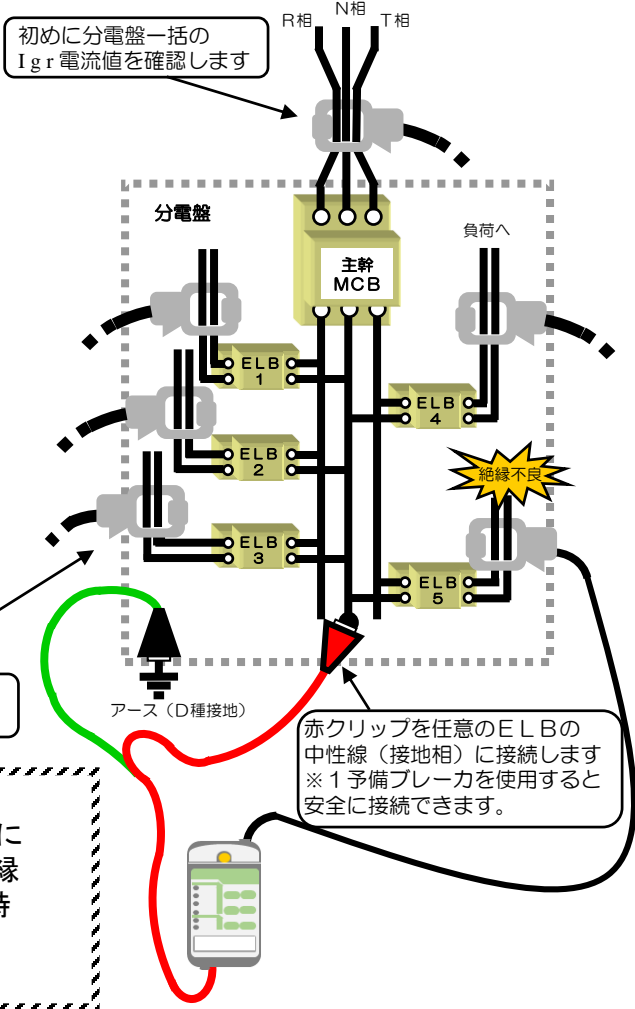 初めに分電盤一括の
Ｉｇｒ電流値を確認します
R相
N相
T相
分電盤
主幹
MCB
負荷へ
ELB
1
ELB
2
ELB
3
ELB
4
絶縁不良
ELB
5
アース（D種接地）
赤クリップを任意のＥＬＢの
中性線（接地相）に接続します
※１予備ブレーカを使用すると
安全に接続できます。
に
縁
時